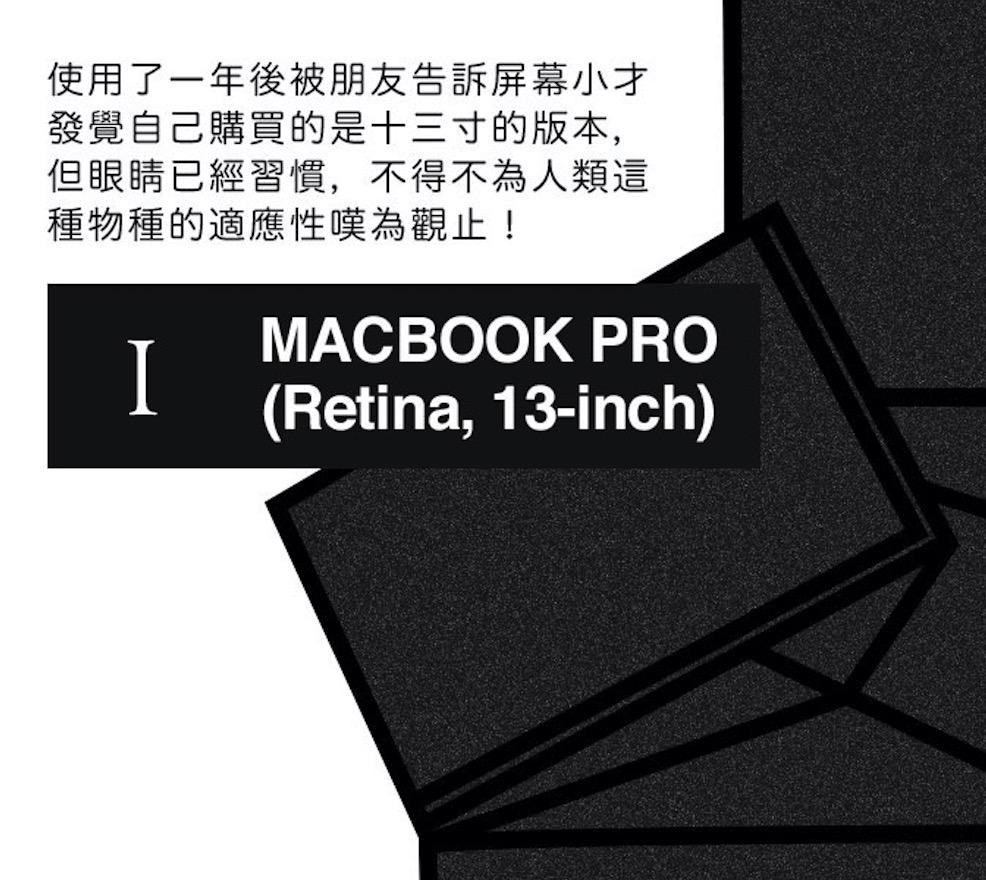 使用了一年後被朋友告訴屏幕小才
發覺自己購買的是十三寸的版本，
但眼睛已經習慣，不得不為人類這
種物種的適應性嘆為觀止！
I
MACBOOK PRO
(Retina, 13-inch)